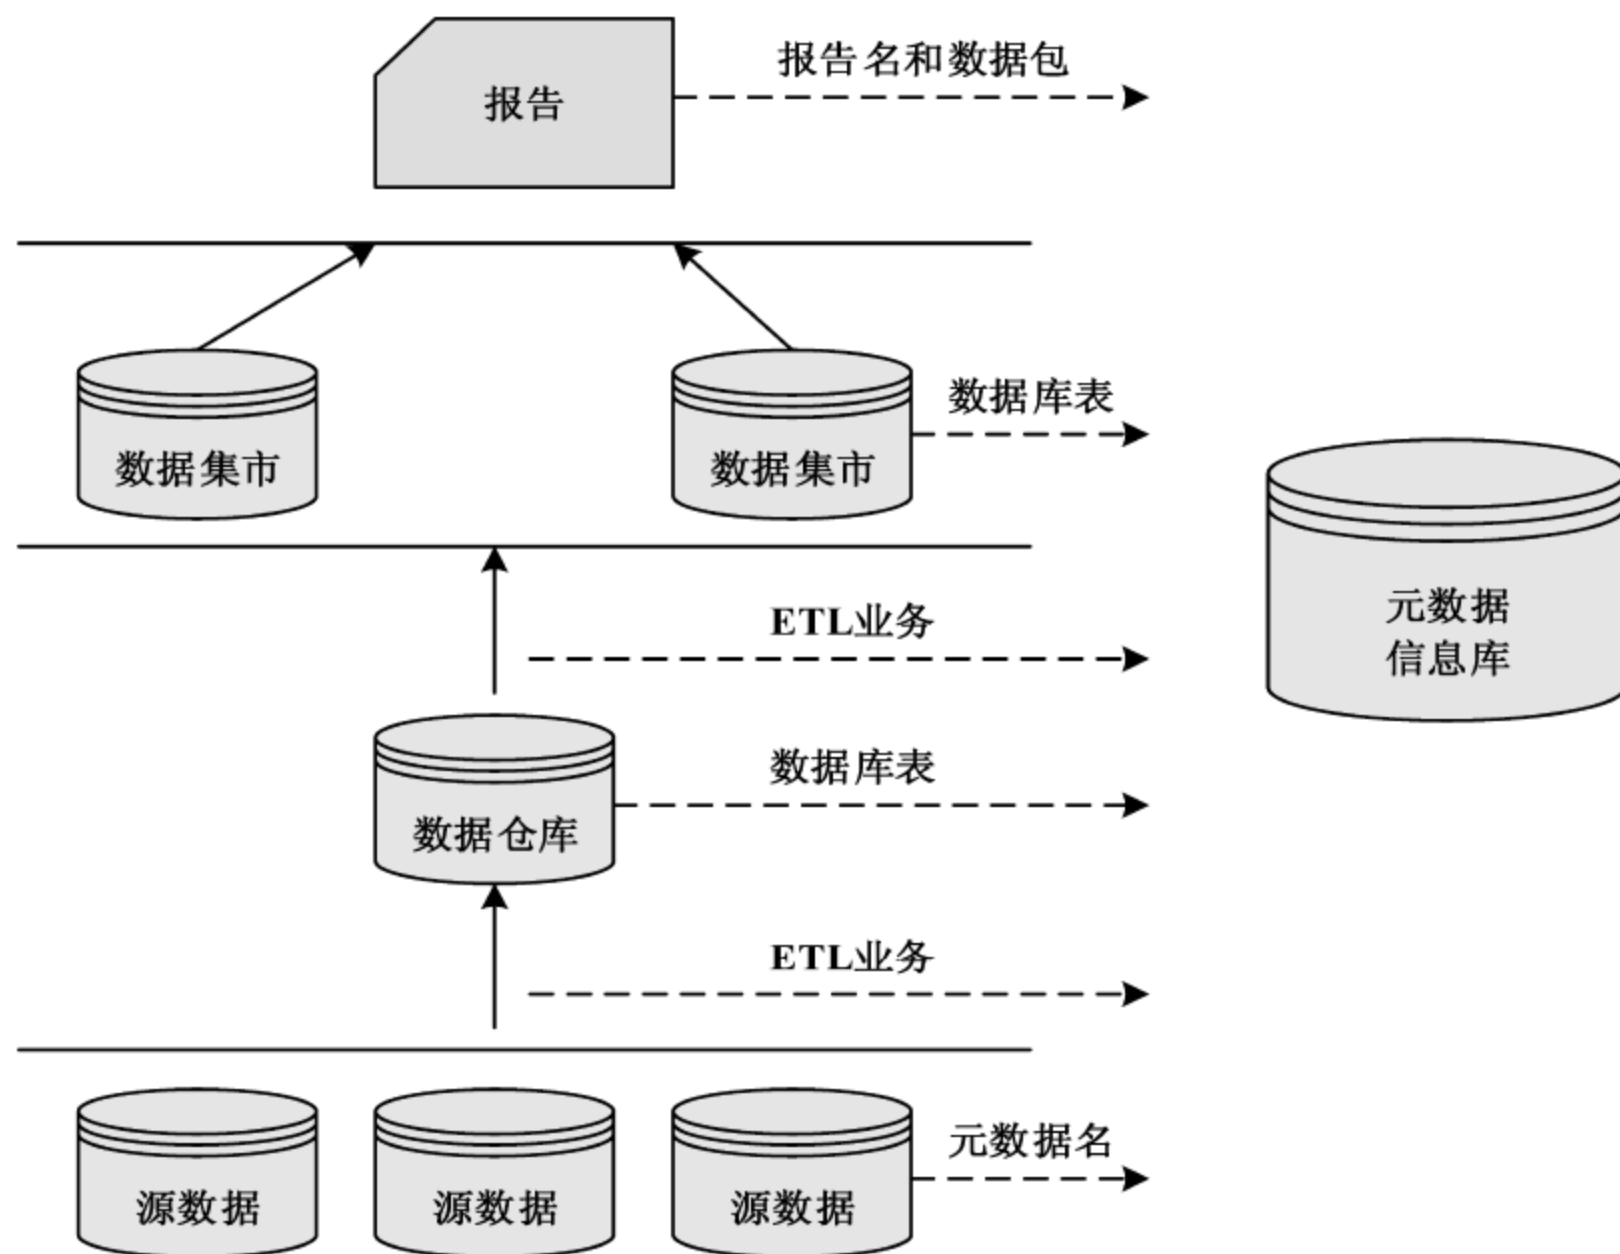 报告名和数据包
报告
数据库表
数据集市
数据集市
元数据
信息库
ETL业务
数据库表
数据仓库
ETL业务
元数据名
源数据
源数据
源数据